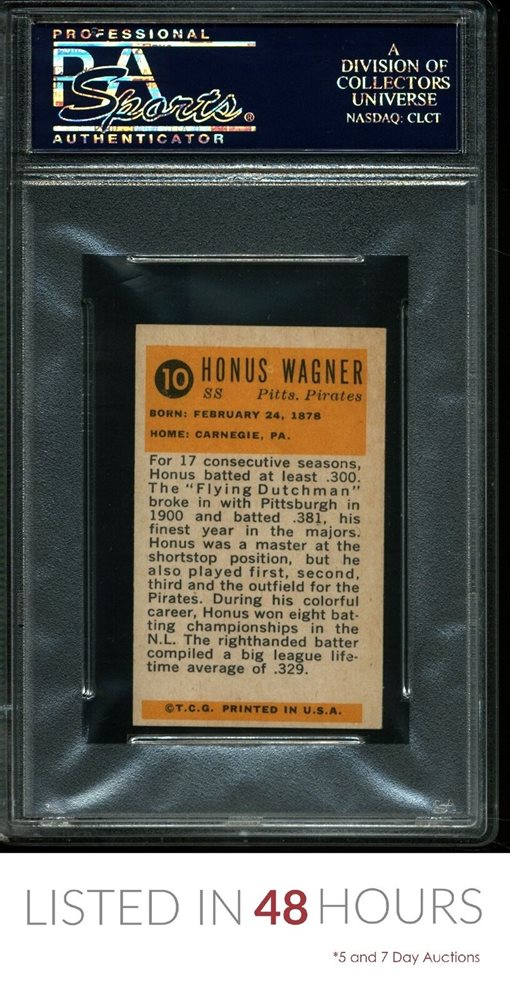 PROFESSIONAL
PSA
Sports®
AUTHENTICATOR
A
DIVISION OF
COLLECTORS
UNIVERSE
NASDAQ: CLCT
10
HONUS WAGNER
SS Pitts. Pirates
BORN: FEBRUARY 24, 1878
HOME: CARNEGIE, PA.
For 17 consecutive seasons,
Honus batted at least .300.
The "Flying Dutchman"
broke in with Pittsburgh in
1900 and batted .381, his
finest year in the majors.
Honus was a master at the
shortstop position, but he
also played first, second,
third and the outfield for the
Pirates. During his colorful
career, Honus won eight bat-
ting championships in the
N.L. The righthanded batter
compiled a big league life-
time average of .329.
©T.C.G. PRINTED IN U.S.A.
LISTED IN 48 HOURS
*5 and 7 Day Auctions